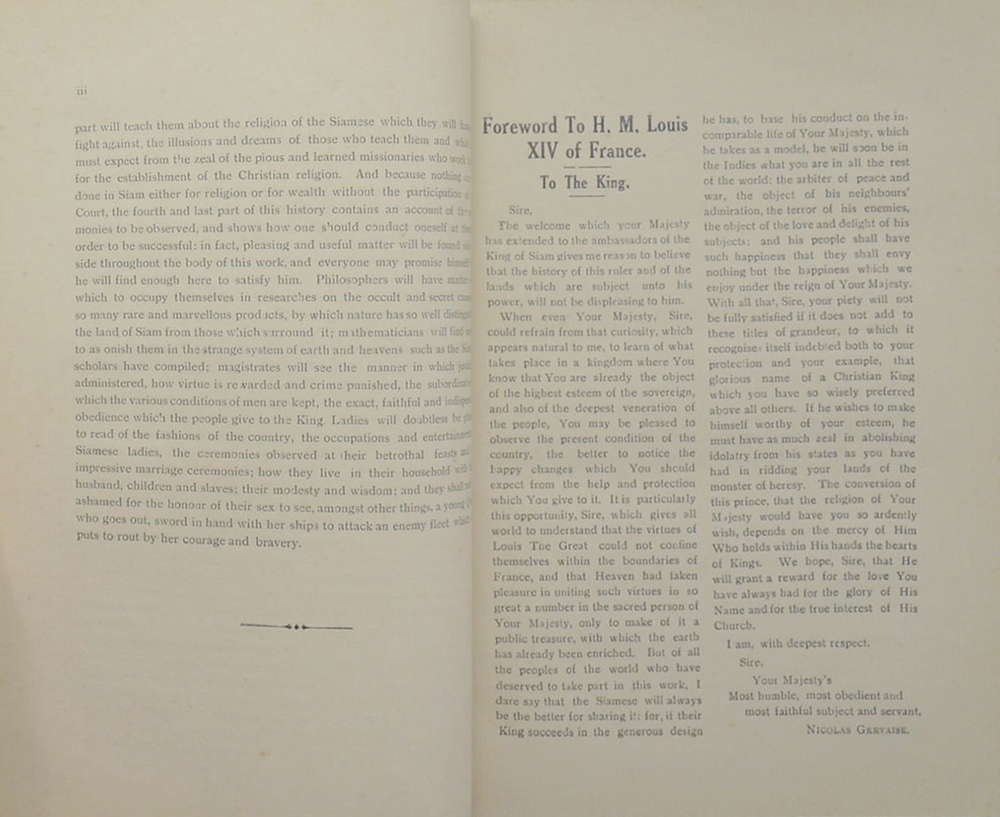 iii
part will teach them about the religion of the Siamese which they will
fight against, the illusions and dreams of those who teach them and
must expect from the zeal of the pious and learned missionaries who work
for the establishment of the Christian religion. And because nothing
done in Siam either for religion or for wealth without the participation
Court, the fourth and last part of this history contains an account of
monies to be observed, and shows how one should conduct oneself at
order to be successful: in fact, pleasing and useful matter will be found
side throughout the body of this work, and everyone may promise himself
he will find enough here to satisfy him. Philosophers will have
which to occupy themselves in researches on the occult and secret
so many rare and marvellous products, by which nature has so well
the land of Siam from those which surround it; mathematicians will find
to as onish them in the strange system of earth and heavens such as the
scholars have compiled; magistrates will see the manner in which
administered, how virtue is rewarded and crime punished, the
which the various conditions of men are kept, the exact, faithful and
obedience which the people give to the King. Ladies will doubtless be
to read of the fashions of the country, the occupations and
Siamese ladies, the ceremonies observed at their betrothal feasts and
impressive marriage ceremonies; how they live in their household with
husband, children and slaves; their modesty and wisdom; and they shall
ashamed for the honour of their sex to see, amongst other things, a young
who goes out, sword in hand with her ships to attack an enemy fleet which
puts to rout by her courage and bravery.
Foreword To H. M. Louis
XIV of France.
To The King.
Sire,
The welcome which your Majesty
has extended to the ambassadors of the
King of Siam gives me reason to believe
that the history of this ruler and of the
lands which are subject unto his
power, will not be displeasing to him.
When even Your Majesty, Sire,
could refrain from that curiosity, which
appears natural to me, to learn of what
takes place in a kingdom where You
know that You are already the object
of the highest esteem of the sovereign,
and also of the deepest veneration of
the people, You may be pleased to
observe the present condition of the
country, the better to notice the
happy changes which You should
expect from the help and protection
which You give to it. It is particularly
this opportunity, Sire, which gives all
world to understand that the virtues of
Louis The Great could not confine
themselves within the boundaries of
France, and that Heaven had taken
pleasure in uniting such virtues in so
great a number in the sacred person of
Your Majesty, only to make of it a
public treasure, with which the earth
has already been enriched. But of all
the peoples of the world who have
deserved to take part in this work, I
dare say that the Siamese will always
be the better for sharing it: for, if their
King succeeds in the generous design
he has, to base his conduct on the in-
comparable life of Your Majesty, which
he takes as a model, he will soon be in
the Indies what you are in all the rest
of the world: the arbiter of peace and
war, the object of his neighbours'
admiration, the terror of his enemies,
the object of the love and delight of his
subjects; and his people shall have
such happiness that they shall envy
nothing but the happiness which we
enjoy under the reign of Your Majesty.
With all that, Sire, your piety will not
be fully satisfied if it does not add to
these titles of grandeur, to which it
recognises itself indebted both to your
protection and your example, that
glorious name of a Christian King
which you have so wisely preferred
above all others. If he wishes to make
himself worthy of your esteem, he
must have as much zeal in abolishing
idolatry from his states as you have
had in ridding your lands of the
monster of heresy. The conversion of
this prince, that the religion of Your
Majesty would have you so ardently
wish, depends on the mercy of Him
Who holds within His hands the hearts
of Kings. We hope, Sire, that He
will grant a reward for the love You
have always had for the glory of His
Name and for the true interest of His
Church.
I am, with deepest respect,
Sire,
Your Majesty's
Most humble, most obedient and
most faithful subject and servant,
NICOLAS GERVAISE.